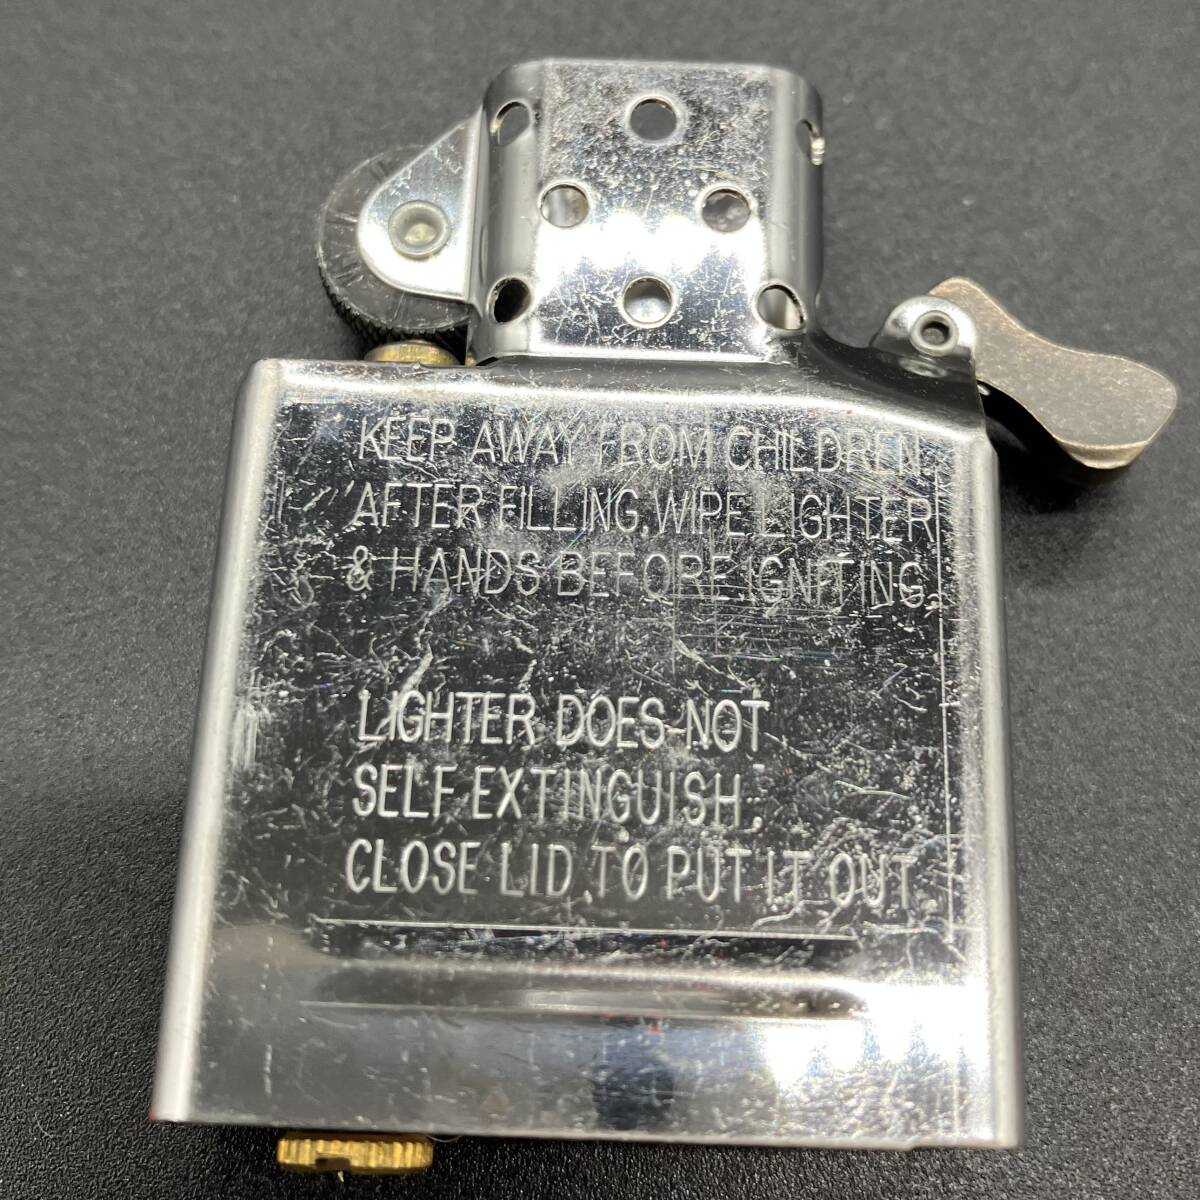 KEEP AWAY FROM CHILDREN.
AFTER FILLING, WIPE LIGHTER
& HANDS BEFORE IGNITING.
LIGHTER DOES NOT
SELF EXTINGUISH,
CLOSE LID TO PUT IT OUT.